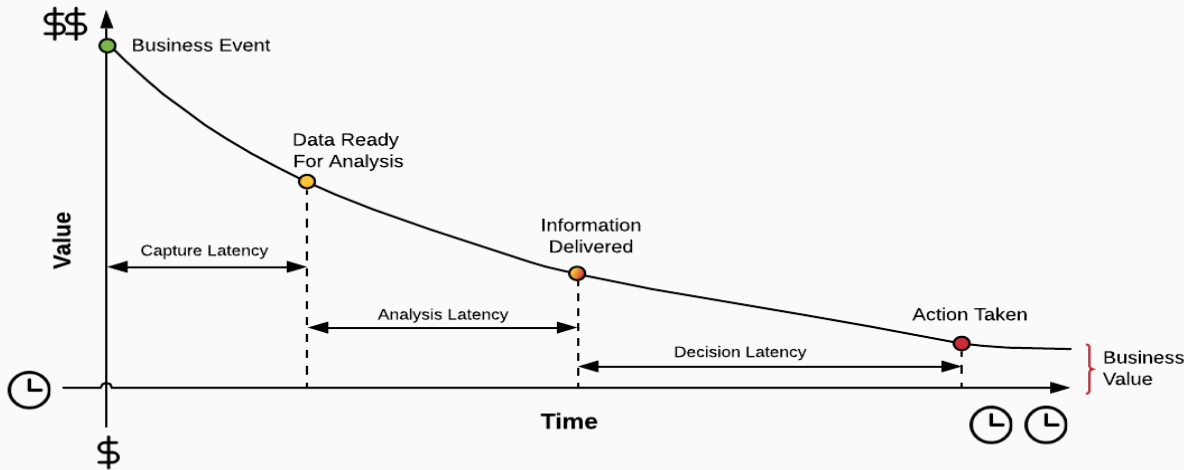 $$
Business Event
Data Ready
For Analysis
Information
Delivered
Value
Capture Latency
Analysis Latency
Action Taken
Decision Latency
Business
Value
Time
$